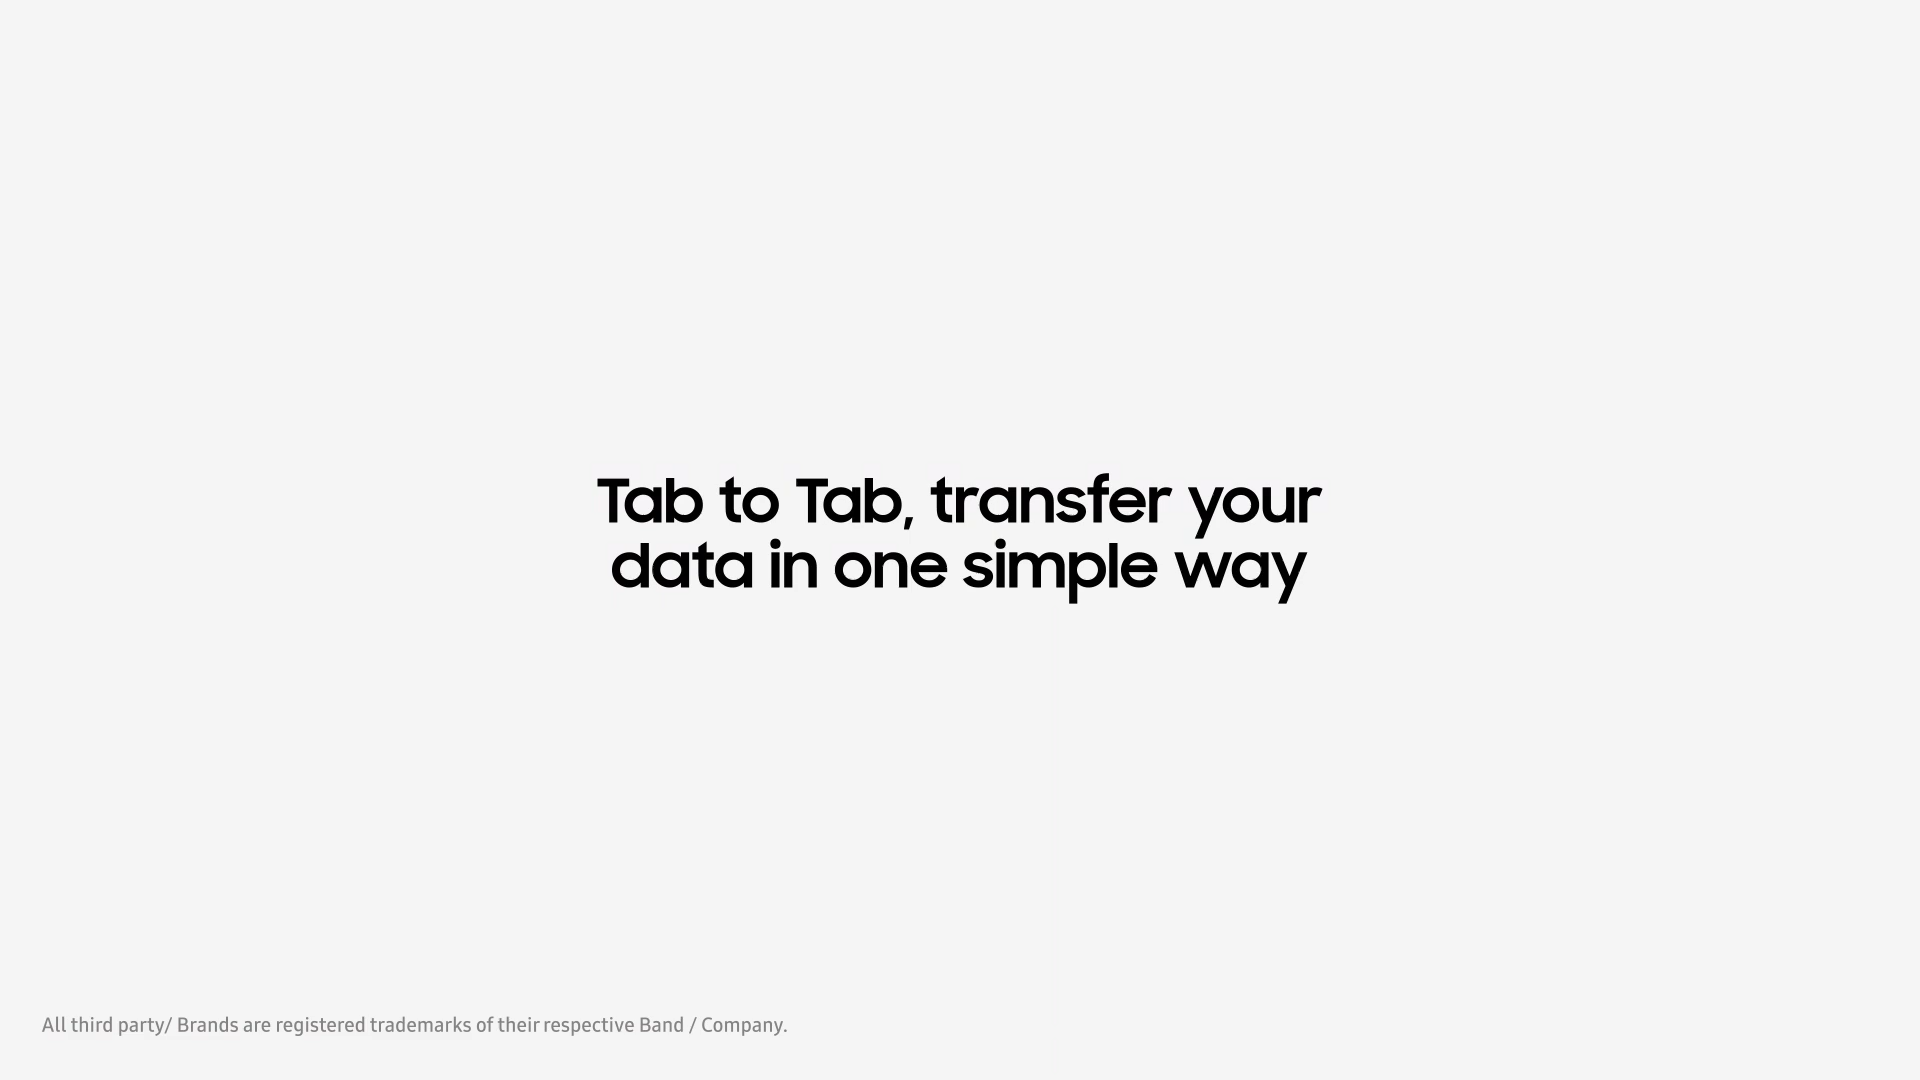 Tab to Tab, transfer your
data in one simple way
All third party/ Brands are registered trademarks of their respective Band / Company.